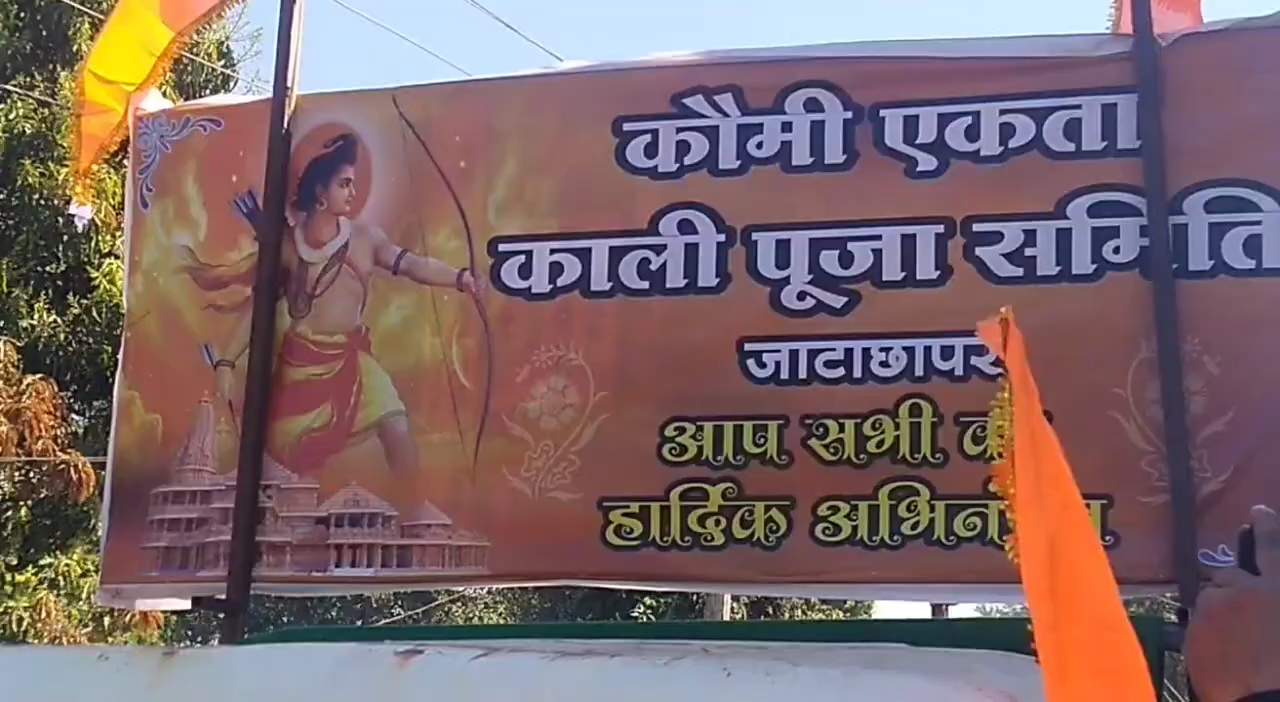 कौमी एकता
काली पूजा समिति
जाटाछापर
आप सभी
हार्दिक